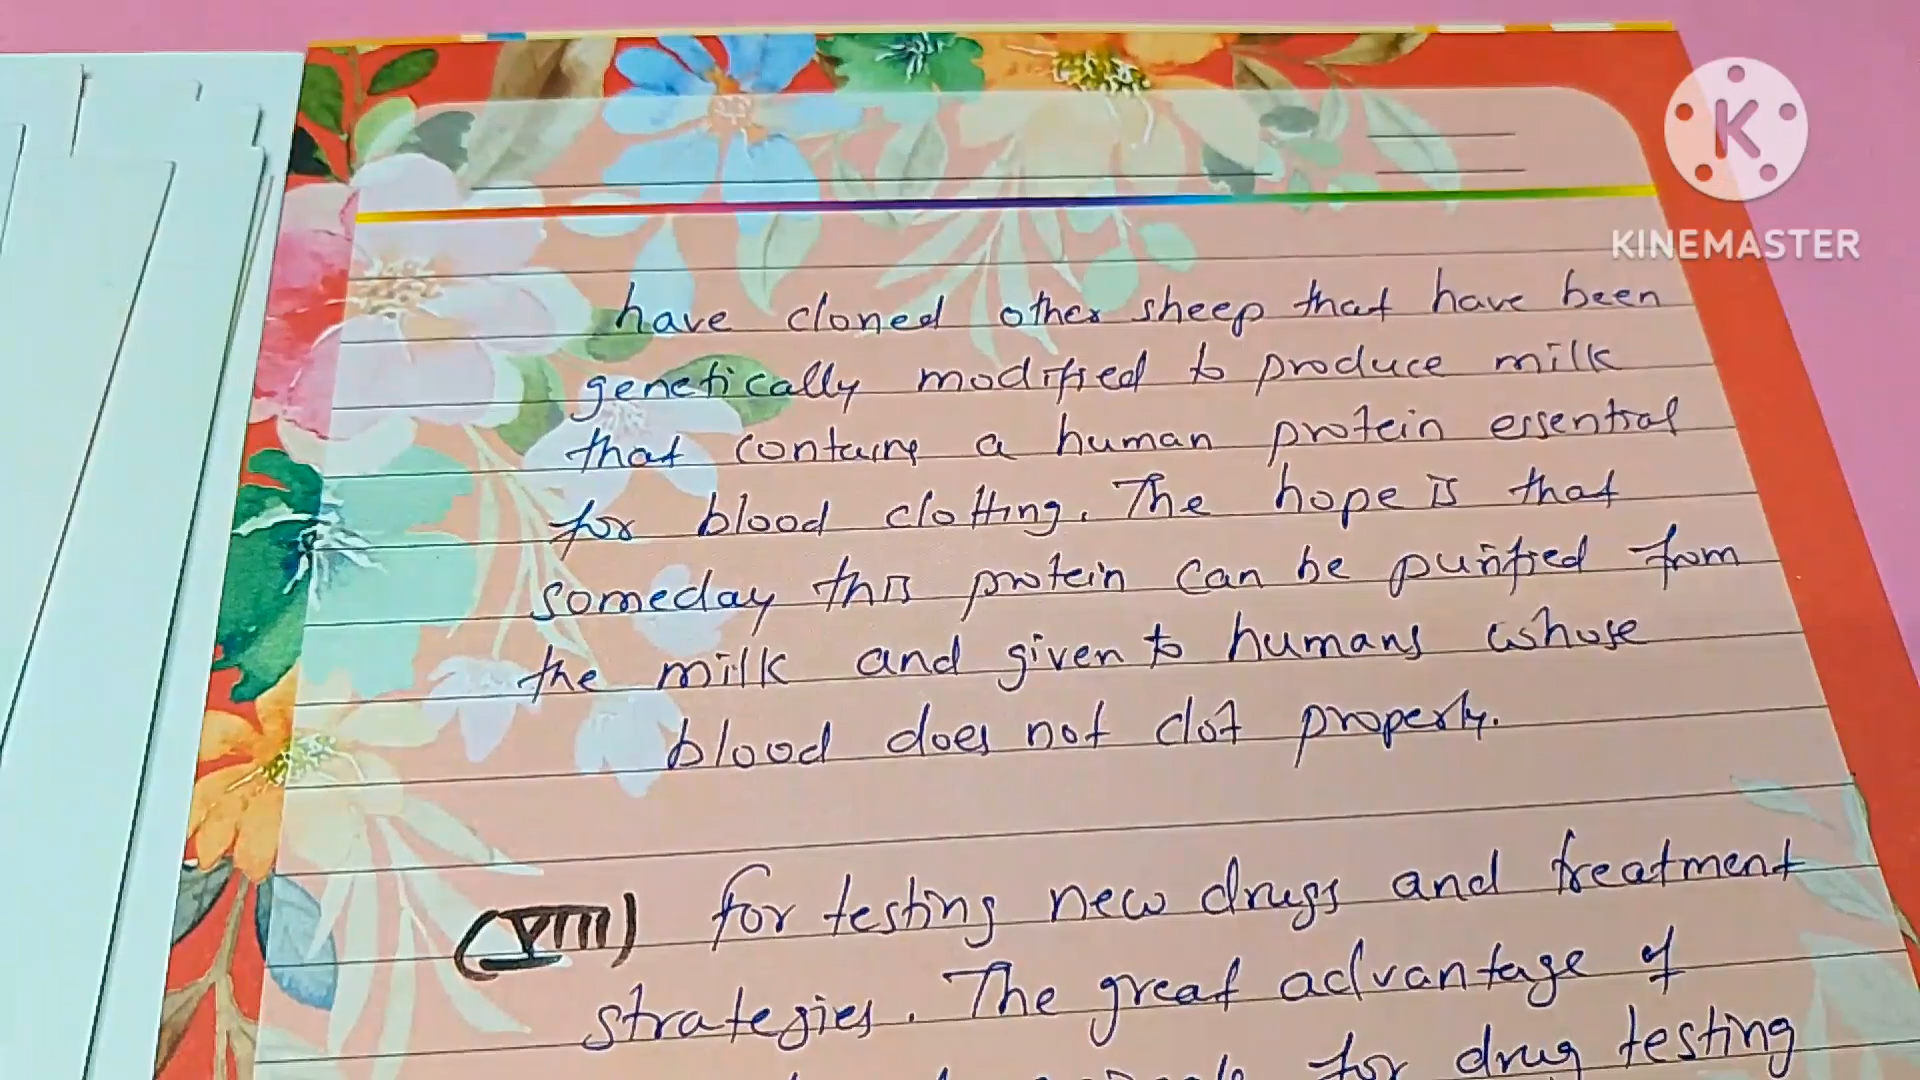 K
KINEMASTER
have cloned other sheep that have been
genetically modified to produce milk
that contains a human protein essential
for blood clotting. The hope is that
someday this protein can be purified from
the milk and given to humans whose
blood does not clot properly.
(VIII) For testing new drugs and treatment
strategies. The great advantage of
for drug testing